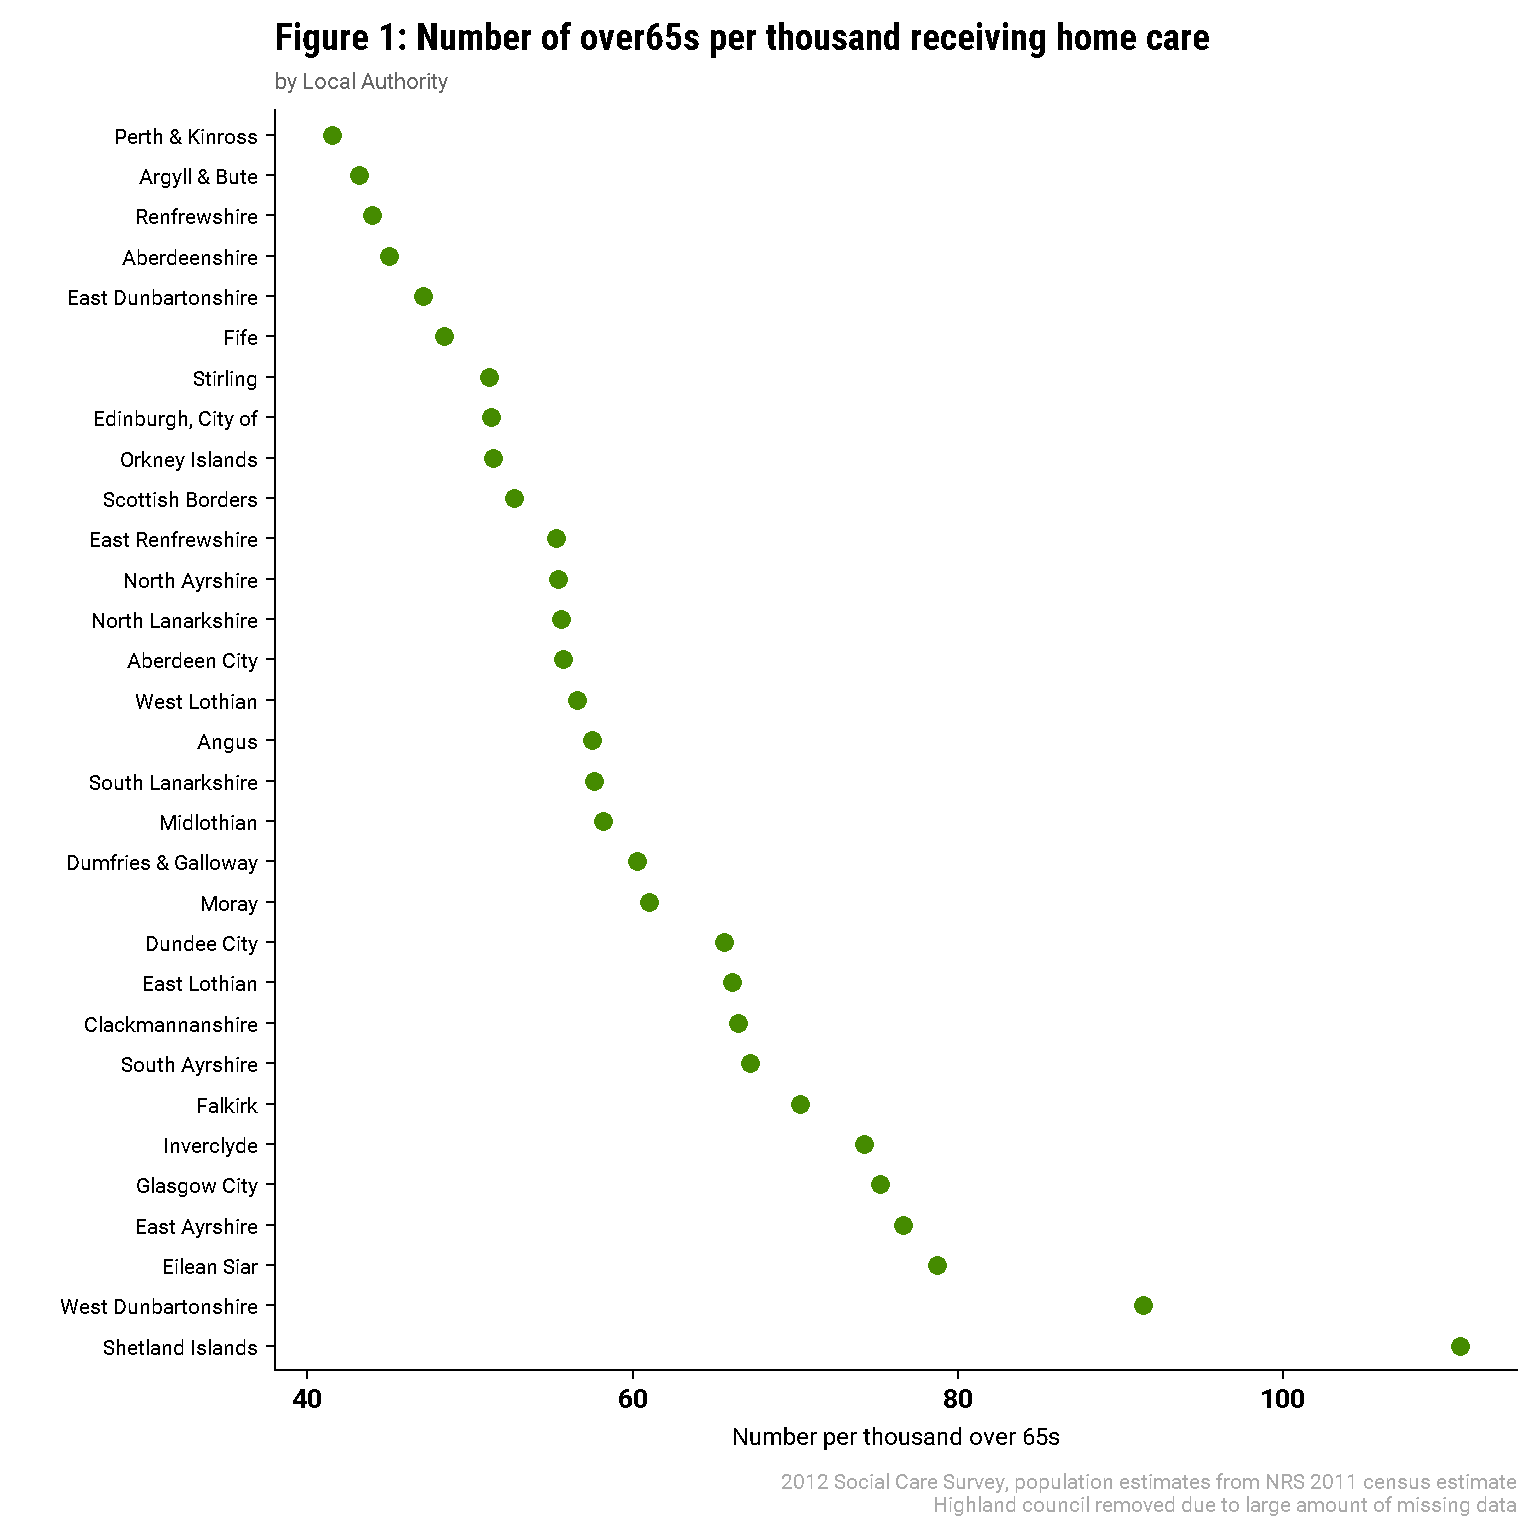 Figure 1: Number of over65s per thousand receiving home care
by Local Authority
Perth & Kinross
Argyll & Bute
Renfrewshire
Aberdeenshire
East Dunbartonshire
Fife
Stirling
Edinburgh, City of
Orkney Islands
Scottish Borders
East Renfrewshire
North Ayrshire
North Lanarkshire
Aberdeen City
West Lothian
Angus
South Lanarkshire
Midlothian
Dumfries & Galloway
Moray
Dundee City
East Lothian
Clackmannanshire
South Ayrshire
Falkirk
Inverclyde
Glasgow City
East Ayrshire
Eilean Siar
West Dunbartonshire
Shetland Islands
40 60 80 100
Number per thousand over 65s
2012 Social Care Survey, population estimates from NRS 2011 census estimate
Highland council removed due to large amount of missing data